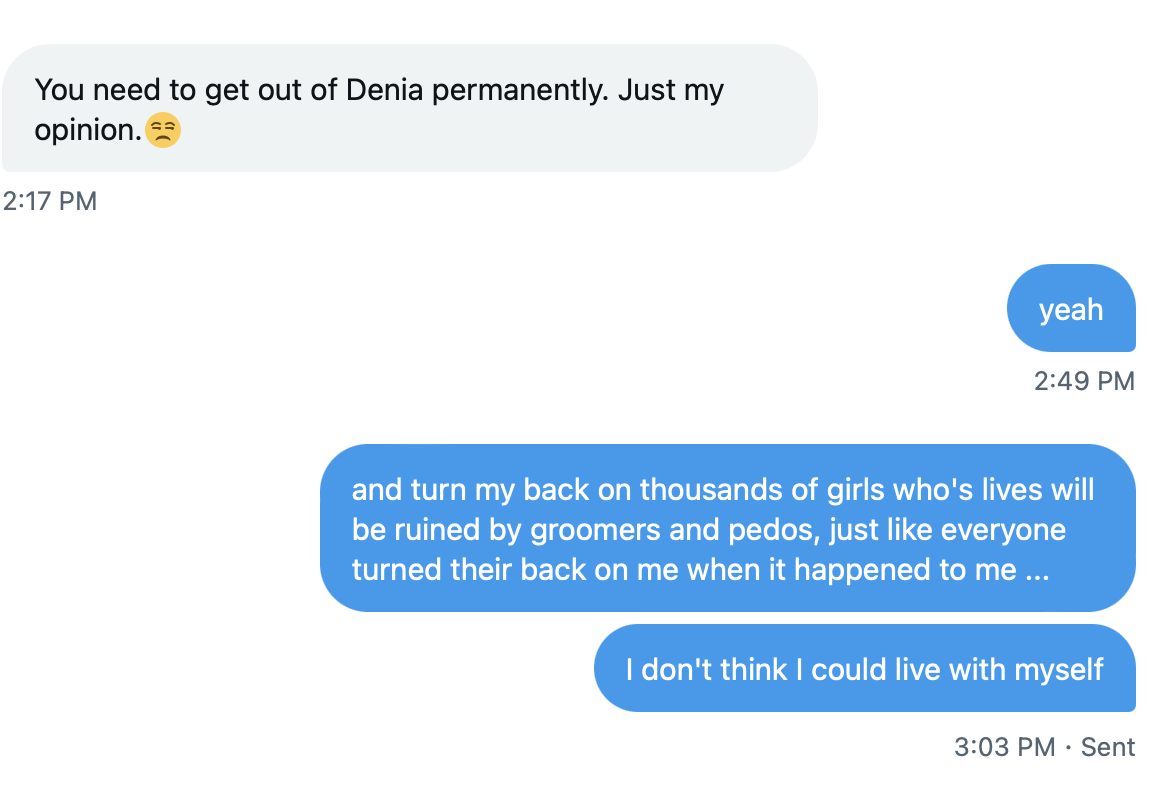 You need to get out of Denia permanently. Just my
opinion.😒
2:17 PM
yeah
2:49 PM
and turn my back on thousands of girls who's lives will
be ruined by groomers and pedos, just like everyone
turned their back on me when it happened to me ...
I don't think I could live with myself
3:03 PM · Sent